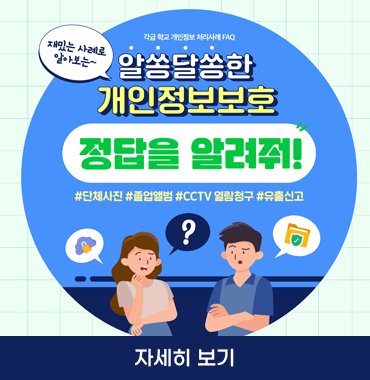 각급 학교 개인정보 처리사례 FAQ
재밌는 사례로
알아보는~
알쏭달쏭한
개인정보보호
정답을 알려줘!
#단체사진 #졸업앨범 #CCTV 열람청구 #유출신고
?
자세히 보기